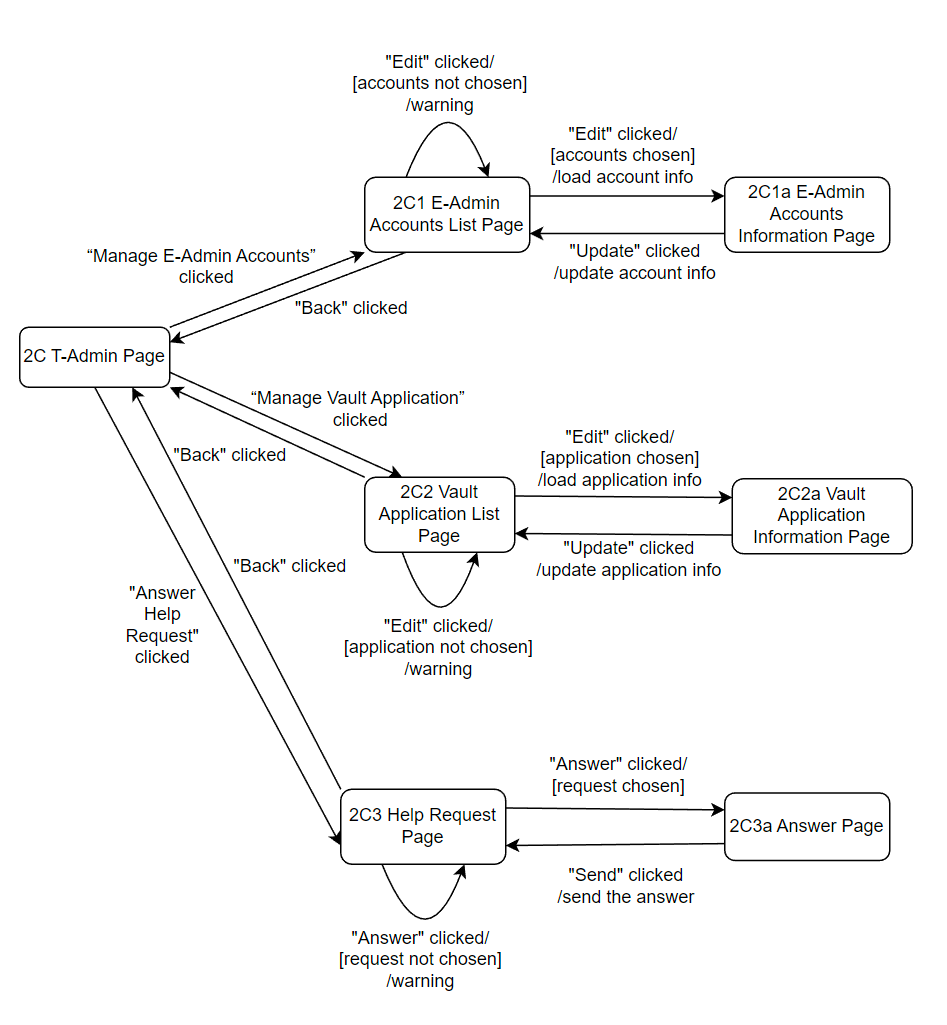 "Edit" clicked/
[accounts not chosen]
/warning
"Edit" clicked/
[accounts chosen]
/load account info
2C1 E-Admin
Accounts List Page
2C1a E-Admin
Accounts
Information Page
“Manage E-Admin Accounts”
clicked
"Update" clicked
/update account info
"Back" clicked
2C T-Admin Page
“Manage Vault Application”
clicked
"Back" clicked
"Edit" clicked/
[application chosen]
/load application info
2C2 Vault
Application List
Page
2C2a Vault
Application
Information Page
"Update" clicked
/update application info
"Back" clicked
"Answer
Help
Request"
clicked
"Edit" clicked/
[application not chosen]
/warning
"Answer" clicked/
[request chosen]
2C3 Help Request
Page
2C3a Answer Page
"Send" clicked
/send the answer
"Answer" clicked/
[request not chosen]
/warning